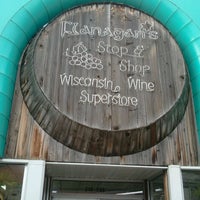 Flanagan's
Stop &
Shop
Wisconsin Wine
Superstore